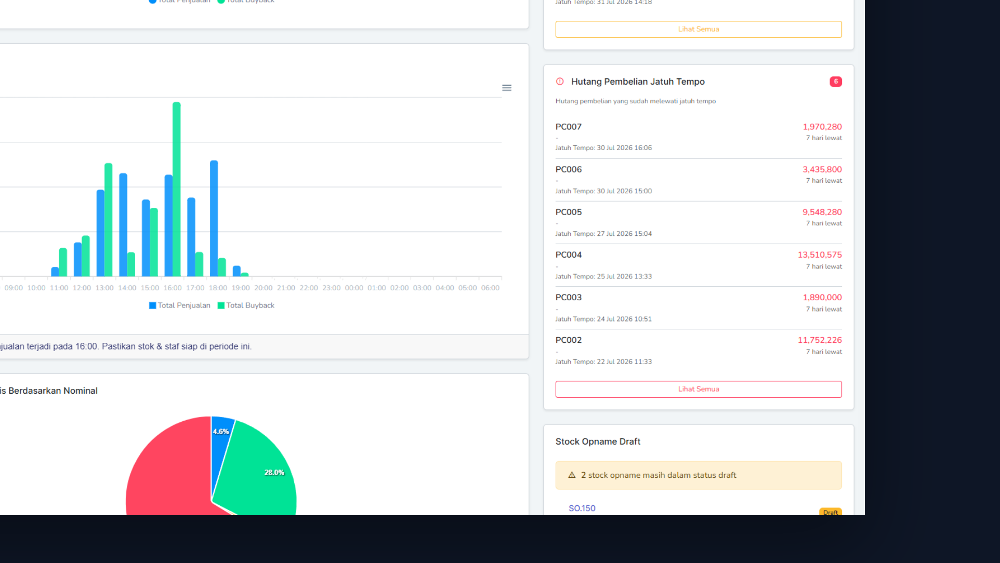 Total Penjualan Total Buyback
Jatuh Tempo: 31 Jul 2026 14:18
Lihat Semua
09:00 10:00 11:00 12:00 13:00 14:00 15:00 16:00 17:00 18:00 19:00 20:00 21:00 22:00 23:00 00:00 01:00 02:00 03:00 04:00 05:00 06:00
Total Penjualan Total Buyback
jualan terjadi pada 16:00. Pastikan stok & staf siap di periode ini.
is Berdasarkan Nominal
4.6%
28.0%
Hutang Pembelian Jatuh Tempo
6
Hutang pembelian yang sudah melewati jatuh tempo
PC007 1,970,280
- 7 hari lewat
Jatuh Tempo: 30 Jul 2026 16:06
PC006 3,435,800
- 7 hari lewat
Jatuh Tempo: 30 Jul 2026 15:00
PC005 9,548,280
- 7 hari lewat
Jatuh Tempo: 27 Jul 2026 15:04
PC004 13,510,575
- 7 hari lewat
Jatuh Tempo: 25 Jul 2026 13:33
PC003 1,890,000
- 7 hari lewat
Jatuh Tempo: 24 Jul 2026 10:51
PC002 11,752,226
- 7 hari lewat
Jatuh Tempo: 22 Jul 2026 11:33
Lihat Semua
Stock Opname Draft
2 stock opname masih dalam status draft
SO.150
Draft